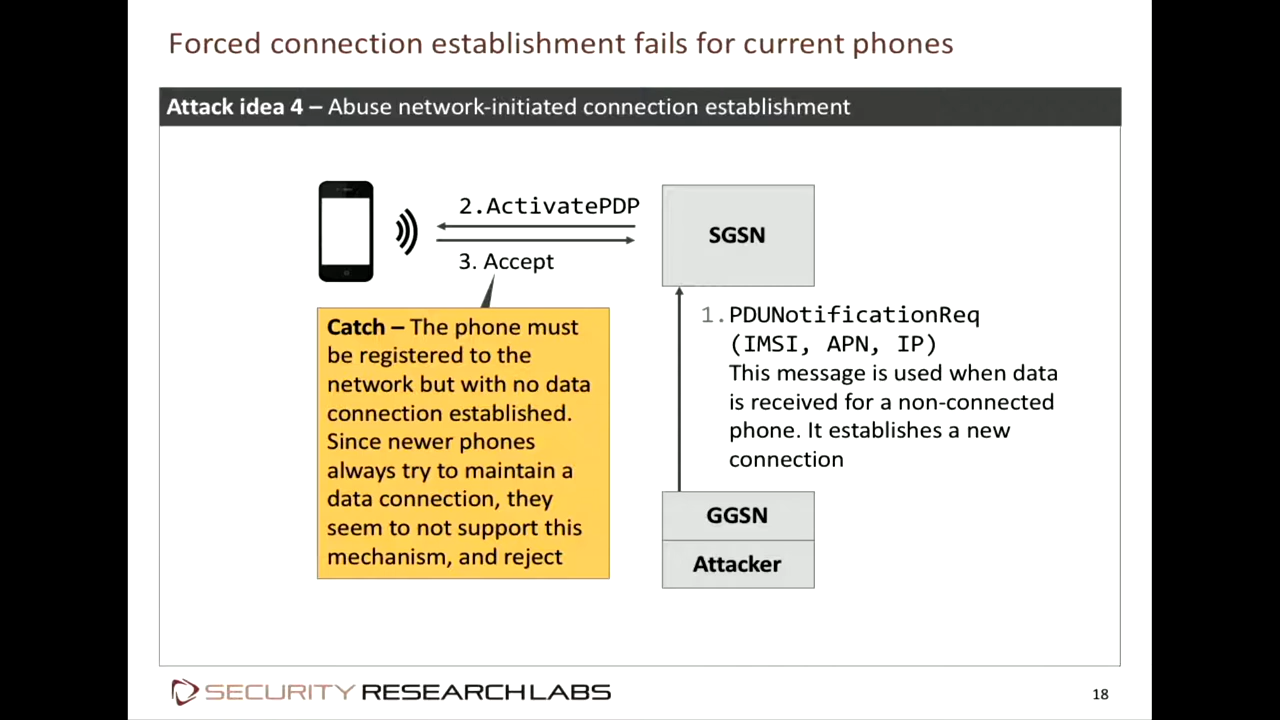 Forced connection establishment fails for current phones
Attack idea 4 – Abuse network-initiated connection establishment
2.ActivatePDP
3. Accept
SGSN
Catch – The phone must
be registered to the
network but with no data
connection established.
Since newer phones
always try to maintain a
data connection, they
seem to not support this
mechanism, and reject
1. PDUNotificationReq
(IMSI, APN, IP)
This message is used when data
is received for a non-connected
phone. It establishes a new
connection
GGSN
Attacker
SECURITY RESEARCH LABS
18